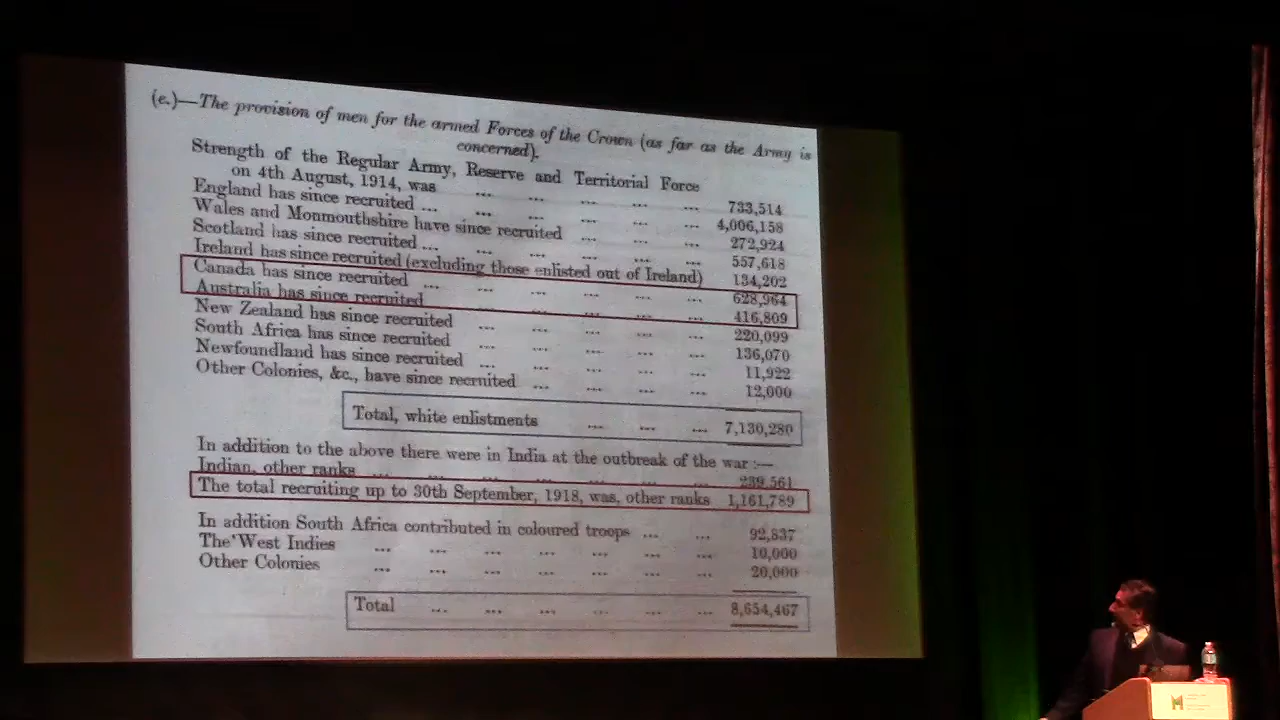 (e.)—The provision of men for the armed Forces of the Crown (as far as the Army is
concerned).
Strength of the Regular Army, Reserve and Territorial Force
on 4th August, 1914, was ... ... ... ... ... 733,514
England has since recruited ... ... ... ... ... ... 4,006,158
Wales and Monmouthshire have since recruited ... ... ... 272,924
Scotland has since recruited ... ... ... ... ... ... 557,618
Ireland has since recruited (excluding those enlisted out of Ireland) 134,202
Canada has since recruited ... ... ... ... ... ... 628,964
Australia has since recruited ... ... ... ... ... 416,809
New Zealand has since recruited ... ... ... ... ... 220,099
South Africa has since recruited ... ... ... ... ... 136,070
Newfoundland has since recruited ... ... ... ... ... 11,922
Other Colonies, &c., have since recruited ... ... ... ... 12,000
Total, white enlistments ... ... ... 7,130,280
In addition to the above there were in India at the outbreak of the war :—
Indian, other ranks ... ... ... ... ... ... ... 239,561
The total recruiting up to 30th September, 1918, was, other ranks 1,161,789
In addition South Africa contributed in coloured troops ... ... 92,837
The West Indies ... ... ... ... ... ... ... 10,000
Other Colonies ... ... ... ... ... ... ... 20,000
Total ... ... ... ... ... ... 8,654,467
M